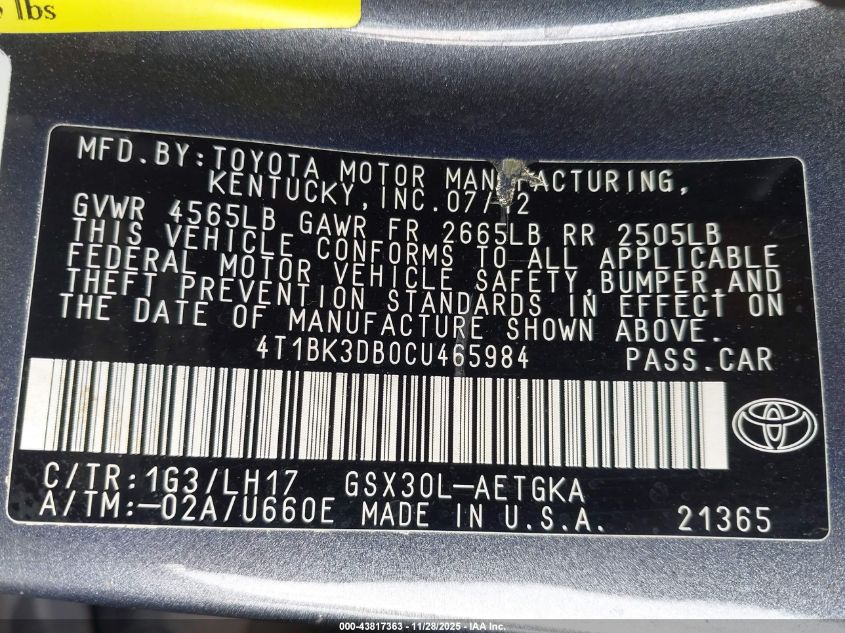 lbs
MFD.BY:TOYOTA MOTOR MANUFACTURING,
KENTUCKY,INC.
GVWR 4565LB GAWR FR 2665LB RR 2505LB
THIS VEHICLE CONFORMS TO ALL APPLICABLE
FEDERAL MOTOR VEHICLE SAFETY,BUMPER,AND
THEFT PREVENTION STANDARDS IN EFFECT ON
THE DATE OF MANUFACTURE SHOWN ABOVE.
4T1BK3DB0CU465984 PASS.CAR
C/TR:1G3/LH17 GSX30L-AETGKA
A/TM:-02A/U660E MADE IN U.S.A. 21365
000-43817363 - 11/28/2025 - IAA Inc.